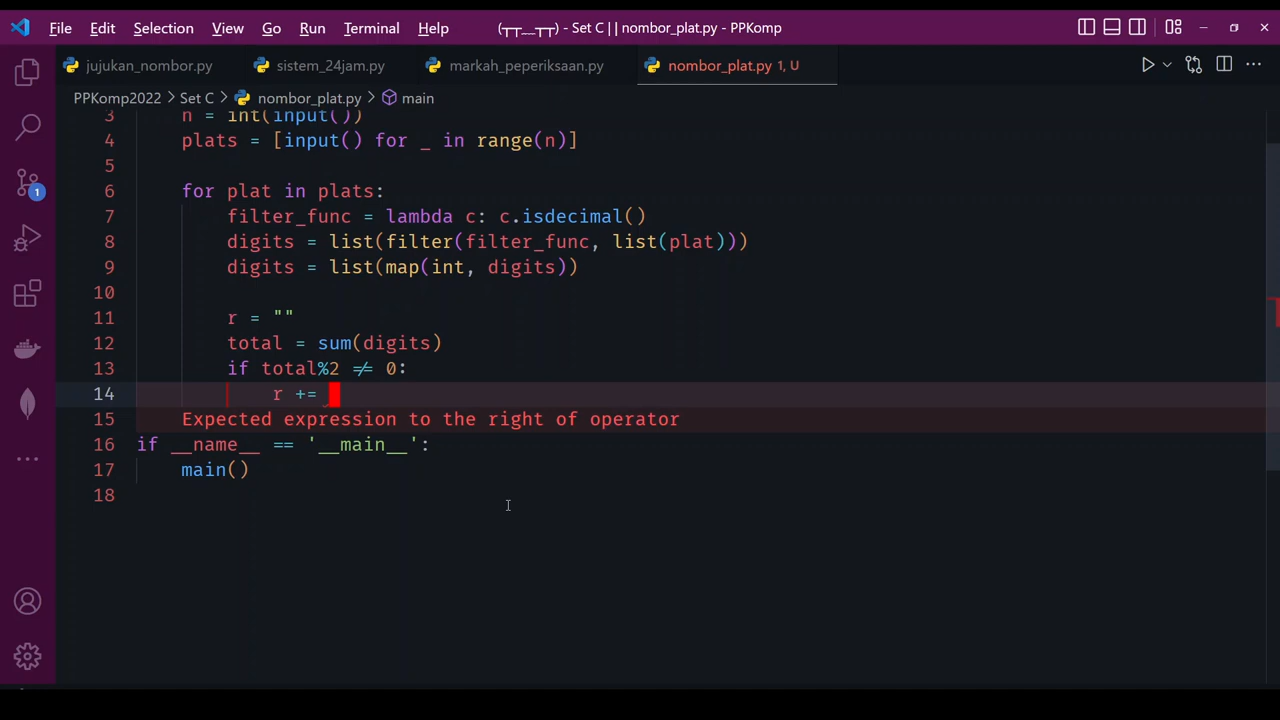 File Edit Selection View Go Run Terminal Help (┬┬﹏┬┬) - Set C || nombor_plat.py - PPKomp
jujukan_nombor.py sistem_24jam.py markah_peperiksaan.py nombor_plat.py 1, U
PPKomp2022 > Set C > nombor_plat.py > main
3 n = int(input())
4 plats = [input() for _ in range(n)]
5
6 for plat in plats:
7 filter_func = lambda c: c.isdecimal()
8 digits = list(filter(filter_func, list(plat)))
9 digits = list(map(int, digits))
10
11 r = ""
12 total = sum(digits)
13 if total%2 ≠ 0:
14 r +=
15 Expected expression to the right of operator
16 if __name__ == '__main__':
17 main()
18
1